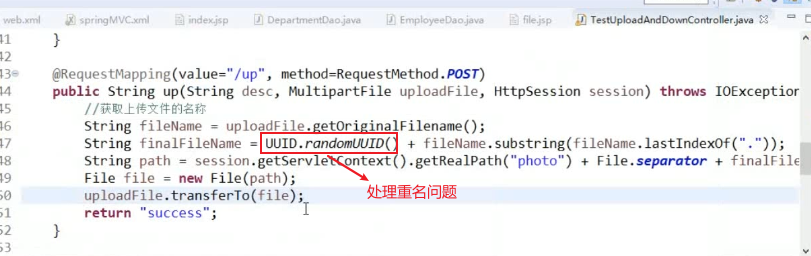 web.xml springMVC.xml index.jsp DepartmentDao.java EmployeeDao.java file.jsp TestUploadAndDownController.java
41 }
42
43 @RequestMapping(value="/up", method=RequestMethod.POST)
44 public String up(String desc, MultipartFile uploadFile, HttpSession session) throws IOException
45 //获取上传文件的名称
46 String fileName = uploadFile.getOriginalFilename();
47 String finalFileName = UUID.randomUUID() + fileName.substring(fileName.lastIndexOf("."));
48 String path = session.getServletContext().getRealPath("photo") + File.separator + finalFile
49 File file = new File(path);
50 uploadFile.transferTo(file);
处理重名问题
51 return "success";
52 }
53